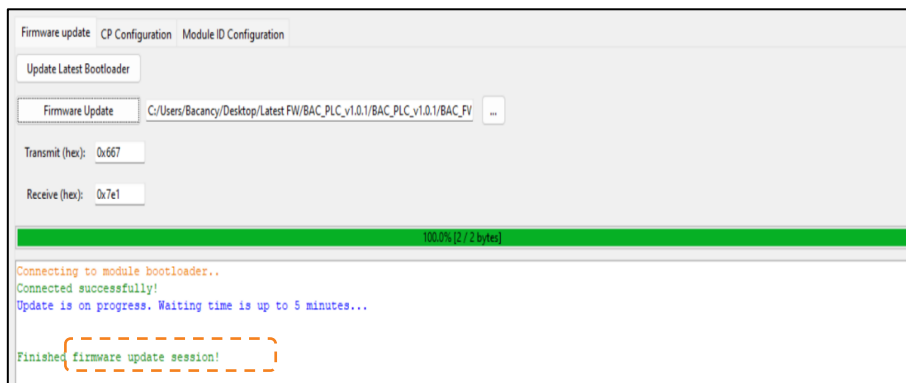 Firmware update CP Configuration Module ID Configuration
Update Latest Bootloader
Firmware Update C:/Users/Bacancy/Desktop/Latest FW/BAC_PLC_v1.0.1/BAC_PLC_v1.0.1/BAC_FV ...
Transmit (hex): 0x667
Receive (hex): 0x7e1
100.0% [2 / 2 bytes]
Connecting to module bootloader..
Connected successfully!
Update is on progress. Waiting time is up to 5 minutes...
Finished firmware update session!